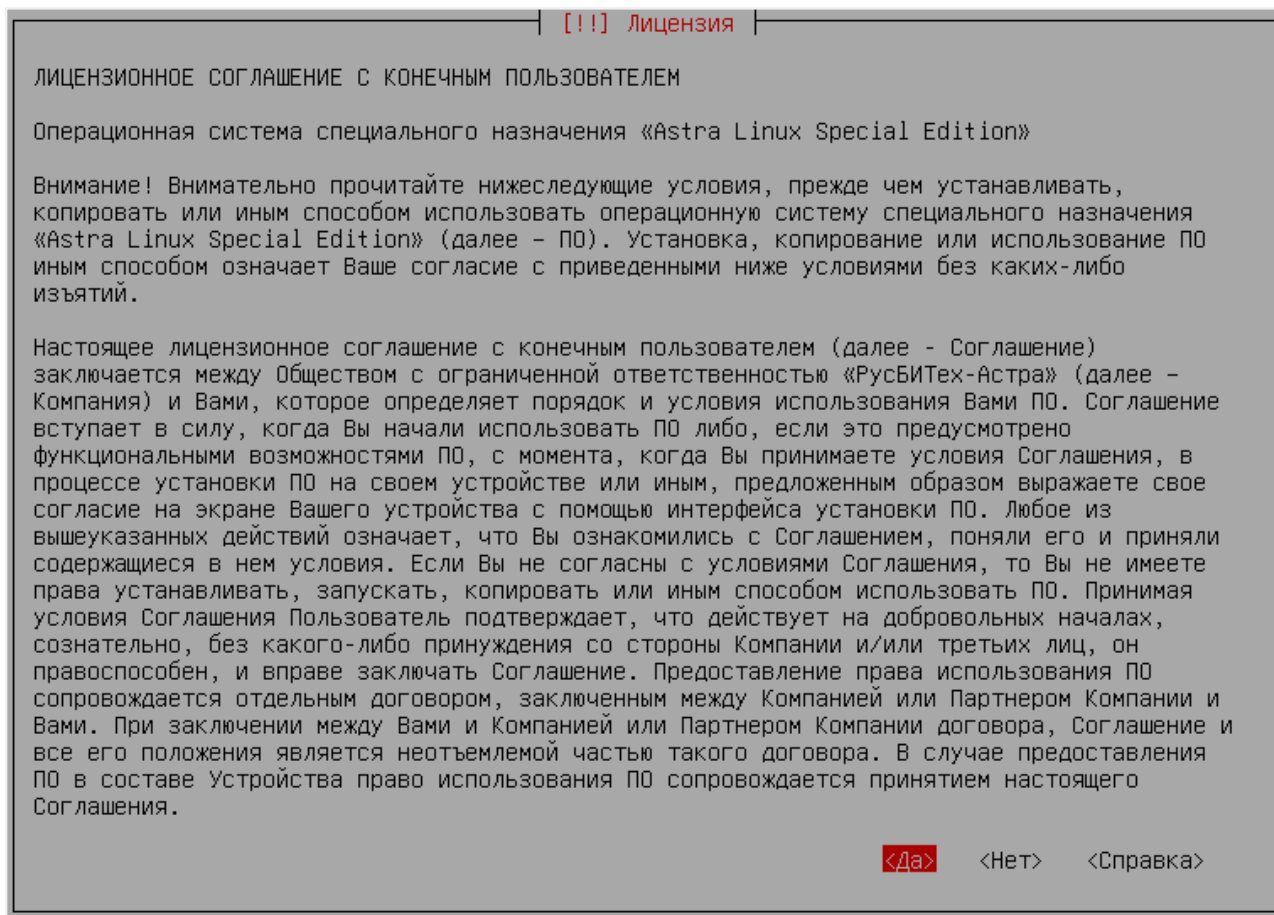 [!!] Лицензия
ЛИЦЕНЗИОННОЕ СОГЛАШЕНИЕ С КОНЕЧНЫМ ПОЛЬЗОВАТЕЛЕМ
Операционная система специального назначения «Astra Linux Special Edition»
Внимание! Внимательно прочитайте нижеследующие условия, прежде чем устанавливать,
копировать или иным способом использовать операционную систему специального назначения
«Astra Linux Special Edition» (далее – ПО). Установка, копирование или использование ПО
иным способом означает Ваше согласие с приведенными ниже условиями без каких-либо
изъятий.
Настоящее лицензионное соглашение с конечным пользователем (далее - Соглашение)
заключается между Обществом с ограниченной ответственностью «РусБИТех-Астра» (далее –
Компания) и Вами, которое определяет порядок и условия использования Вами ПО. Соглашение
вступает в силу, когда Вы начали использовать ПО либо, если это предусмотрено
функциональными возможностями ПО, с момента, когда Вы принимаете условия Соглашения, в
процессе установки ПО на своем устройстве или иным, предложенным образом выражаете свое
согласие на экране Вашего устройства с помощью интерфейса установки ПО. Любое из
вышеуказанных действий означает, что Вы ознакомились с Соглашением, поняли его и приняли
содержащиеся в нем условия. Если Вы не согласны с условиями Соглашения, то Вы не имеете
права устанавливать, запускать, копировать или иным способом использовать ПО. Принимая
условия Соглашения Пользователь подтверждает, что действует на добровольных началах,
сознательно, без какого-либо принуждения со стороны Компании и/или третьих лиц, он
правоспособен, и вправе заключать Соглашение. Предоставление права использования ПО
сопровождается отдельным договором, заключенным между Компанией или Партнером Компании и
Вами. При заключении между Вами и Компанией или Партнером Компании договора, Соглашение и
все его положения является неотъемлемой частью такого договора. В случае предоставления
ПО в составе Устройства право использования ПО сопровождается принятием настоящего
Соглашения.
<Да> <Нет> <Справка>